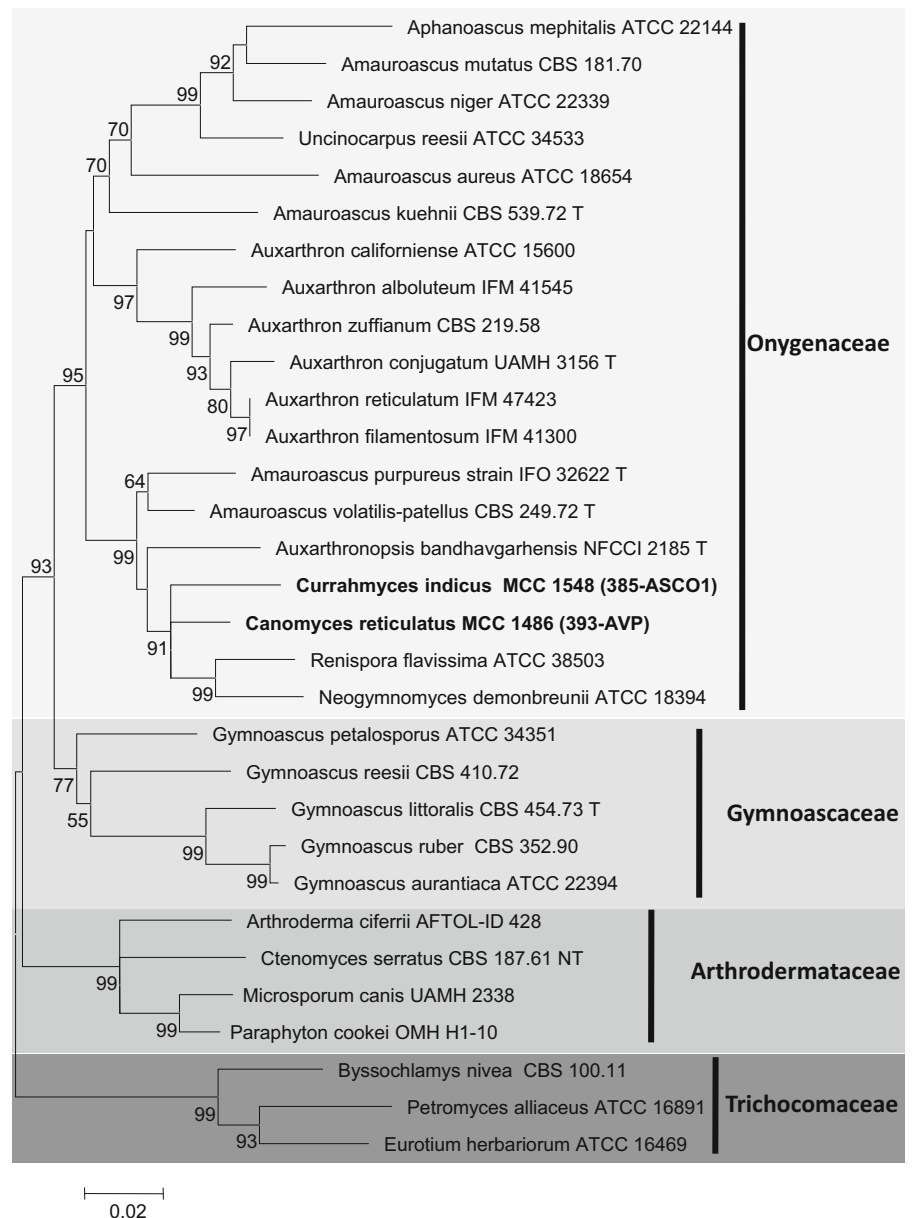 Aphanoascus mephitalis ATCC 22144
92
Amauroascus mutatus CBS 181.70
99
Amauroascus niger ATCC 22339
70
Uncinocarpus reesii ATCC 34533
70
Amauroascus aureus ATCC 18654
Amauroascus kuehnii CBS 539.72 T
Auxarthron californiense ATCC 15600
97
Auxarthron alboluteum IFM 41545
99
Auxarthron zuffianum CBS 219.58
Onygenaceae
93
Auxarthron conjugatum UAMH 3156 T
95
80
Auxarthron reticulatum IFM 47423
97
Auxarthron filamentosum IFM 41300
64
Amauroascus purpureus strain IFO 32622 T
Amauroascus volatilis-patellus CBS 249.72 T
99
Auxarthronopsis bandhavgarhensis NFCCI 2185 T
93
Currahmyces indicus MCC 1548 (385-ASCO1)
Canomyces reticulatus MCC 1486 (393-AVP)
91
Renispora flavissima ATCC 38503
99
Neogymnomyces demonbreunii ATCC 18394
Gymnoascus petalosporus ATCC 34351
77
Gymnoascus reesii CBS 410.72
55
Gymnoascus littoralis CBS 454.73 T
Gymnoascaceae
99
Gymnoascus ruber CBS 352.90
99
Gymnoascus aurantiaca ATCC 22394
Arthroderma ciferrii AFTOL-ID 428
Ctenomyces serratus CBS 187.61 NT
Arthrodermataceae
99
Microsporum canis UAMH 2338
99
Paraphyton cookei OMH H1-10
Byssochlamys nivea CBS 100.11
99
Petromyces alliaceus ATCC 16891
Trichocomaceae
93
Eurotium herbariorum ATCC 16469
0.02